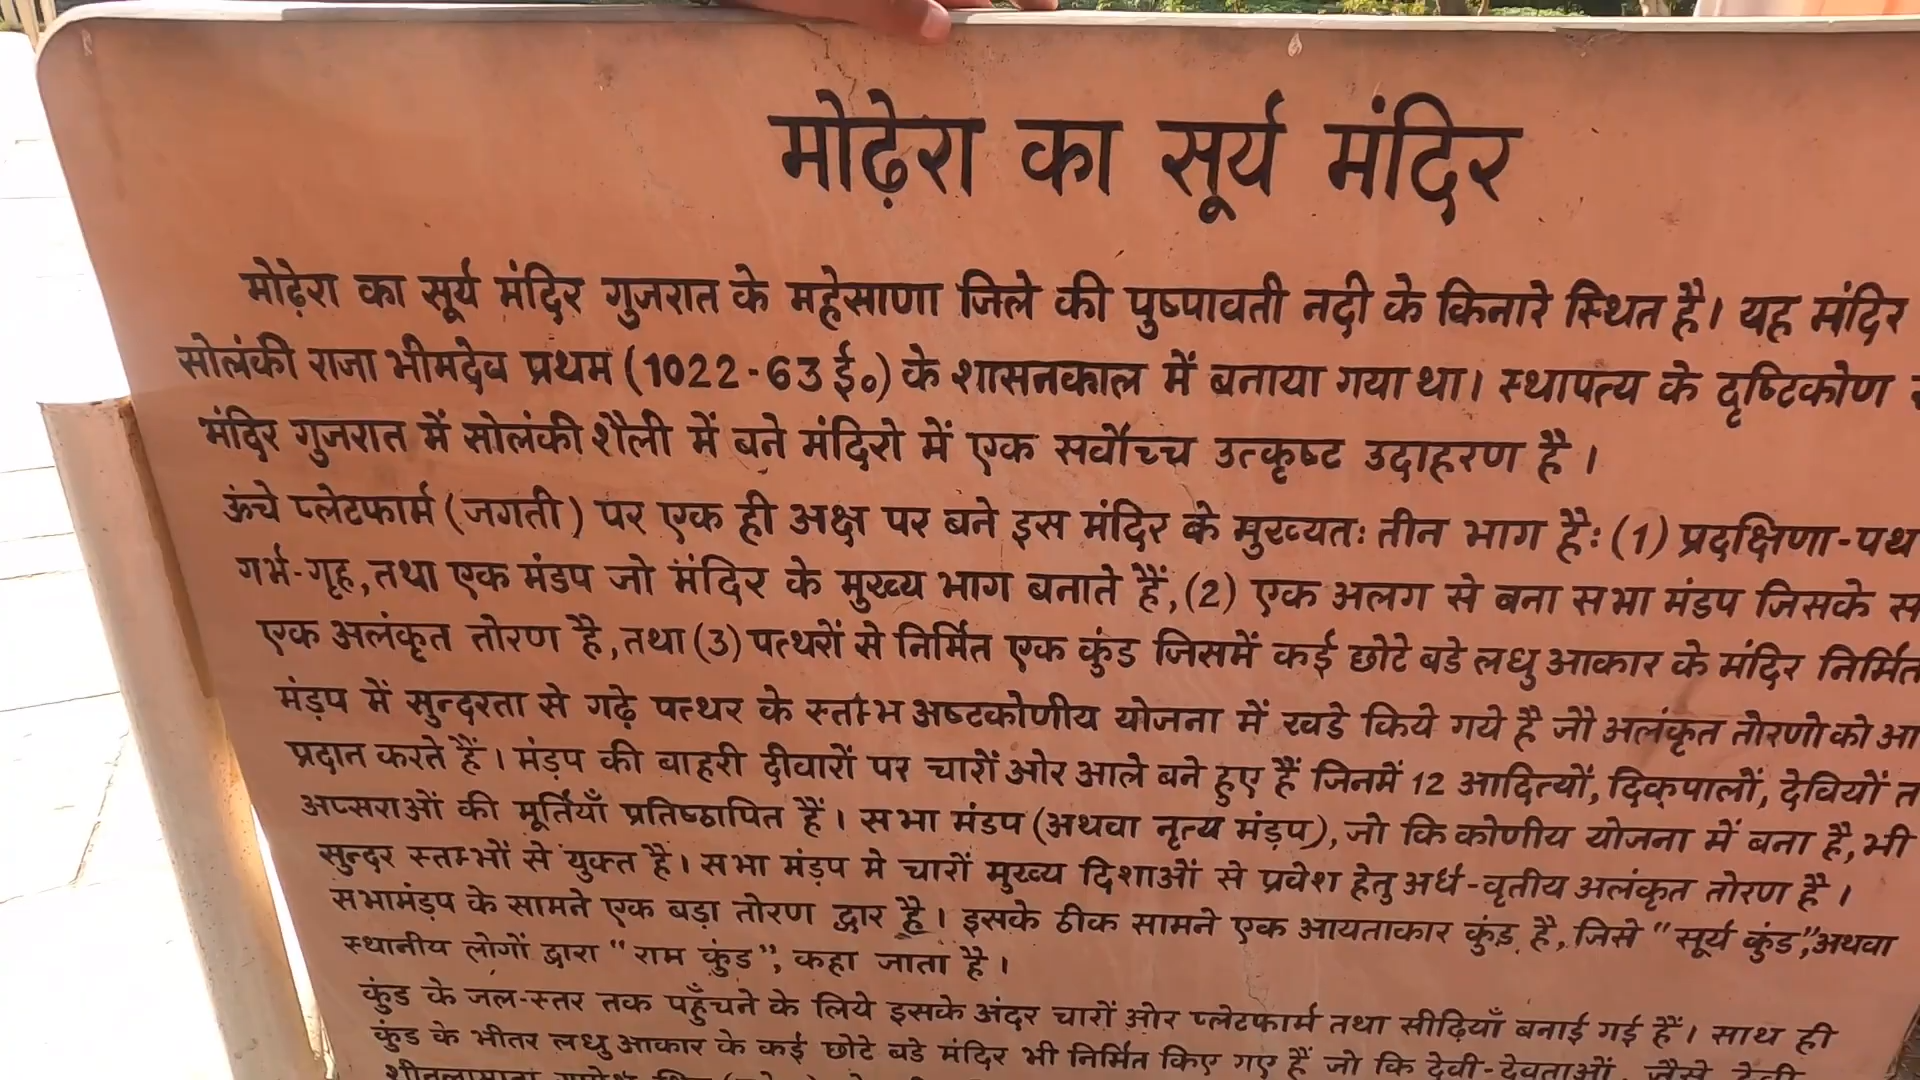 मोढ़ेरा का सूर्य मंदिर
मोढ़ेरा का सूर्य मंदिर गुजरात के महेसाणा जिले की पुष्पावती नदी के किनारे स्थित है। यह मंदिर
सोलंकी राजा भीमदेव प्रथम (1022-63 ई०) के शासनकाल में बनाया गया था। स्थापत्य के दृष्टिकोण
मंदिर गुजरात में सोलंकी शैली में बने मंदिरो में एक सर्वोच्च उत्कृष्ट उदाहरण है।
ऊंचे प्लेटफार्म (जगती) पर एक ही अक्ष पर बने इस मंदिर के मुख्यतः तीन भाग है: (1) प्रदक्षिणा-पथ
गर्भ-गृह, तथा एक मंडप जो मंदिर के मुख्य भाग बनाते हैं, (2) एक अलग से बना सभा मंडप जिसके
एक अलंकृत तोरण है, तथा (3) पत्थरों से निर्मित एक कुंड जिसमें कई छोटे बडे लधु आकार के मंदिर निर्मित
मंड़प में सुन्दरता से गढ़े पत्थर के स्तम्भ अष्टकोणीय योजना में खडे किये गये है जो अलंकृत तोरणो को
प्रदान करते हैं। मंड़प की बाहरी दीवारों पर चारों ओर आले बने हुए हैं जिनमें 12 आदित्यों, दिक्पालों, देवियों
अप्सराओं की मूर्तियाँ प्रतिष्ठापित हैं। सभा मंडप (अथवा नृत्य मंड़प), जो कि कोणीय योजना में बना है, भी
सुन्दर स्तम्भों से युक्त है। सभा मंड़प मे चारों मुख्य दिशाओं से प्रवेश हेतु अर्ध-वृतीय अलंकृत तोरण है।
सभामंड़प के सामने एक बड़ा तोरण द्वार है। इसके ठीक सामने एक आयताकार कुंड़ है, जिसे "सूर्य कुंड", अथवा
स्थानीय लोगों द्वारा "राम कुंड", कहा जाता है।
कुंड के जल-स्तर तक पहुँचने के लिये इसके अंदर चारों ओर प्लेटफार्म तथा सीढ़ियाँ बनाई गई हैं। साथ ही
कुंड के भीतर लधु आकार के कई छोटे बडे मंदिर भी निर्मित किए गए हैं जो कि देवी-देवताओं, जैसे देवी